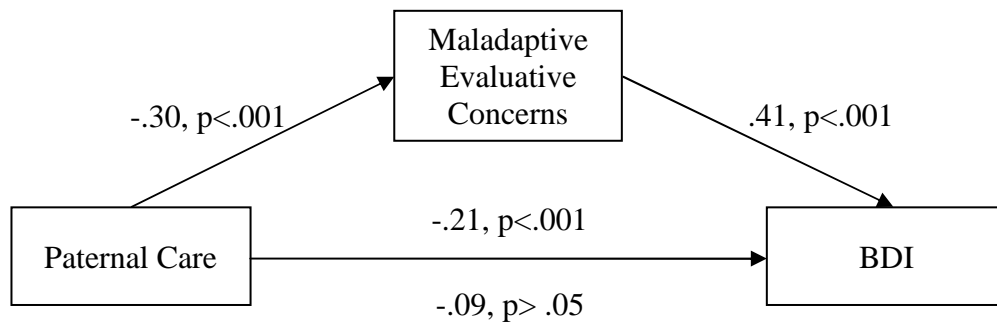 Maladaptive
Evaluative
Concerns
-.30, p<.001
.41, p<.001
Paternal Care
-.21, p<.001
-.09, p> .05
BDI